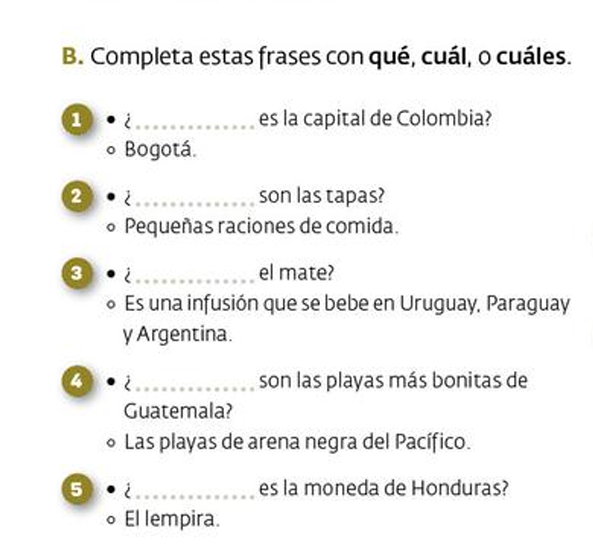 B. Completa estas frases con qué, cuál, o cuáles.
1 • ¿.............. es la capital de Colombia?
○ Bogotá.
2 • ¿.............. son las tapas?
○ Pequeñas raciones de comida.
3 • ¿.............. el mate?
○ Es una infusión que se bebe en Uruguay, Paraguay
y Argentina.
4 • ¿.............. son las playas más bonitas de
Guatemala?
○ Las playas de arena negra del Pacífico.
5 • ¿.............. es la moneda de Honduras?
○ El lempira.